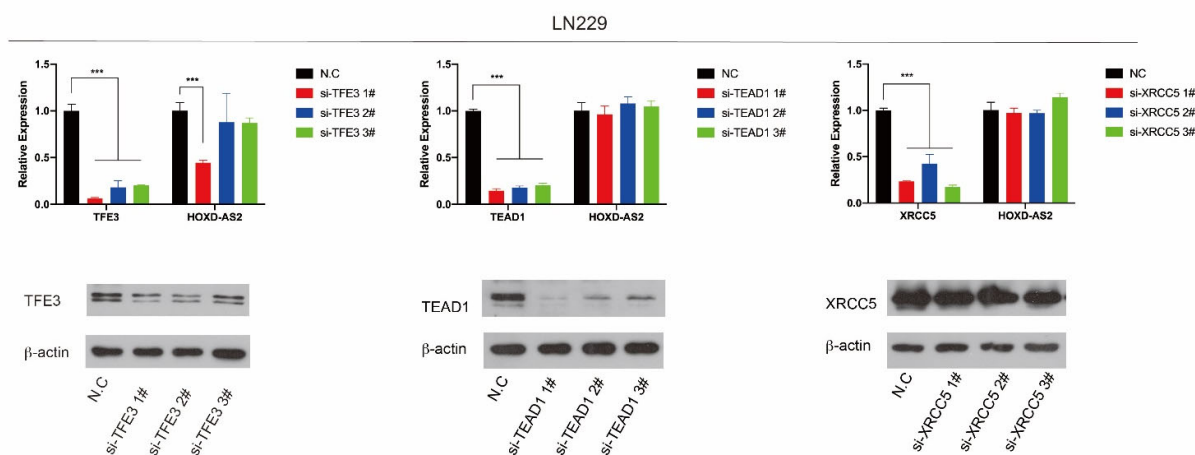 LN229
Relative Expression
1.5
1.0
0.5
0.0
***
***
TFE3
HOXD-AS2
N.C
si-TFE3 1#
si-TFE3 2#
si-TFE3 3#
Relative Expression
1.5
1.0
0.5
0.0
***
TEAD1
HOXD-AS2
NC
si-TEAD1 1#
si-TEAD1 2#
si-TEAD1 3#
Relative Expression
1.5
1.0
0.5
0.0
***
XRCC5
HOXD-AS2
NC
si-XRCC5 1#
si-XRCC5 2#
si-XRCC5 3#
TFE3
β-actin
N.C
si-TFE3 1#
si-TFE3 2#
si-TFE3 3#
TEAD1
β-actin
N.C
si-TEAD1 1#
si-TEAD1 2#
si-TEAD1 3#
XRCC5
β-actin
N.C
si-XRCC5 1#
si-XRCC5 2#
si-XRCC5 3#